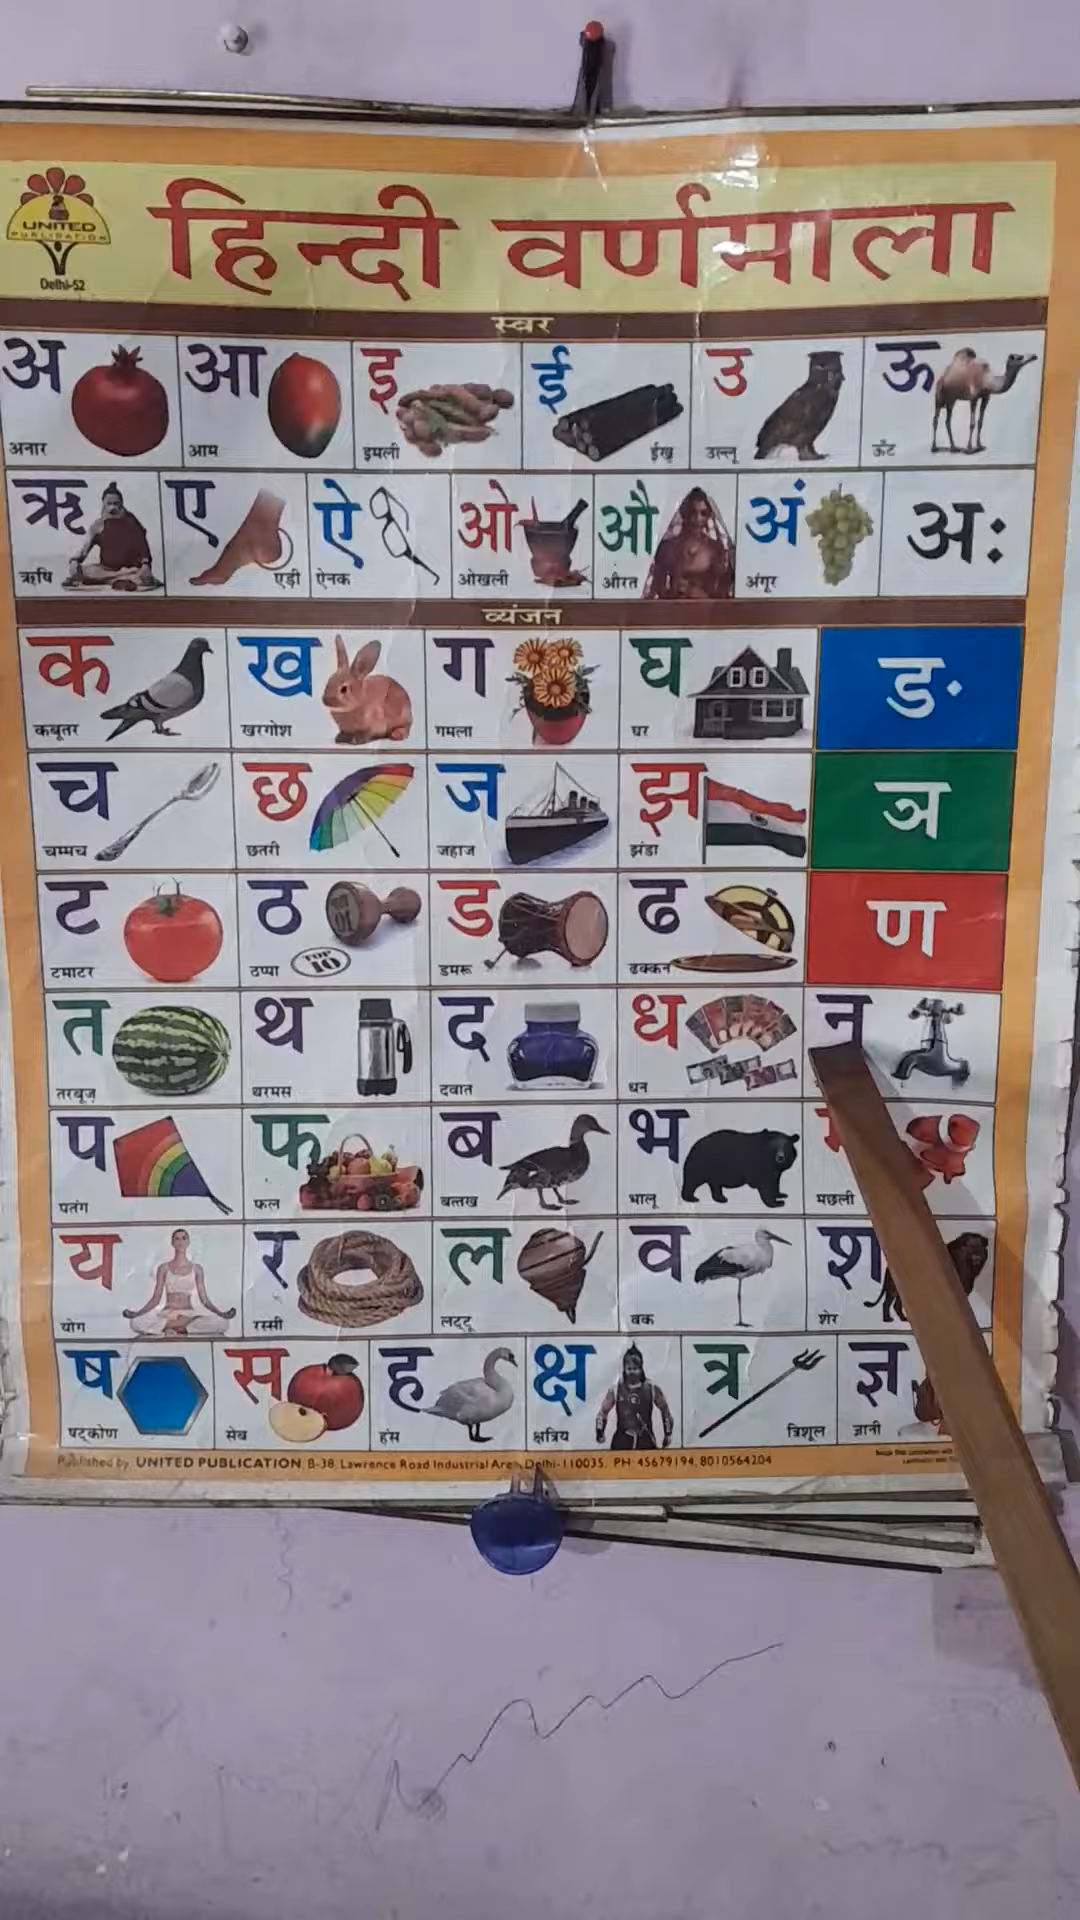 UNITED
PUBLICATION
Delhi-52
हिन्दी वर्णमाला
स्वर
अ आ इ ई उ ऊ
अनार आम इमली ईख उल्लू ऊँट
ऋ ए ऐ ओ औ अं अः
ऋषि एड़ी ऐनक ओखली औरत अंगूर
व्यंजन
क ख ग घ ङ
कबूतर खरगोश गमला घर
च छ ज झ ञ
चम्मच छतरी जहाज झंडा
ट ठ ड ढ ण
टमाटर ठप्पा TOP 10 डमरू ढक्कन
त थ द ध न
तरबूज थरमस दवात धन
प फ ब भ
पतंग फल बत्तख भालू मछली
य र ल व श
योग रस्सी लट्टू बक शेर
ष स ह क्ष त्र ज्ञ
षट्कोण सेब हंस क्षत्रिय त्रिशूल ज्ञानी
Published by: UNITED PUBLICATION, B-38, Lawrence Road Industrial Area, Delhi-110035. PH: 45679194, 8010564204